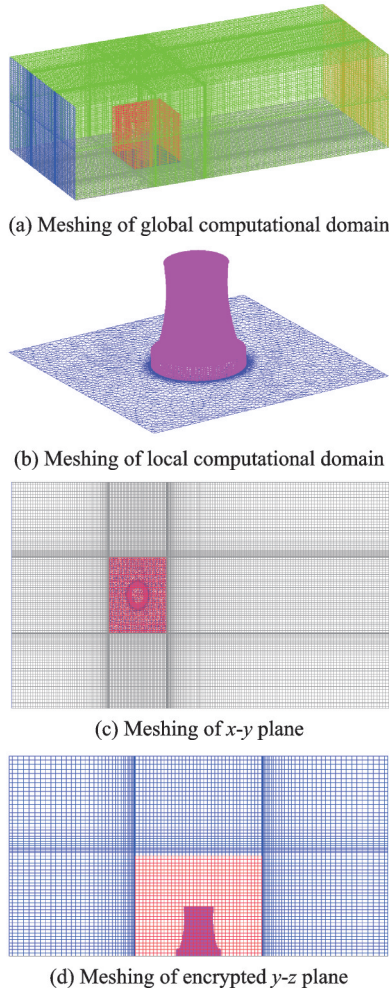 (a) Meshing of global computational domain
(b) Meshing of local computational domain
(c) Meshing of x-y plane
(d) Meshing of encrypted y-z plane